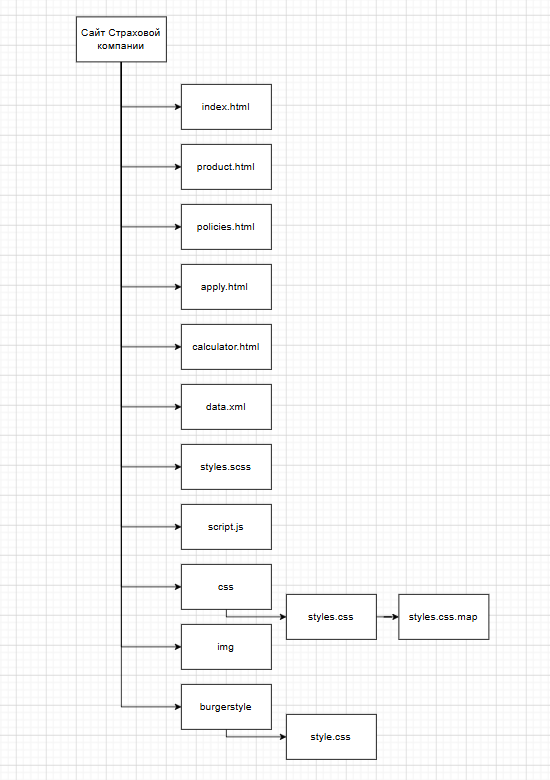 Сайт Страховой
компании
index.html
product.html
policies.html
apply.html
calculator.html
data.xml
styles.scss
script.js
css
styles.css
styles.css.map
img
burgerstyle
style.css